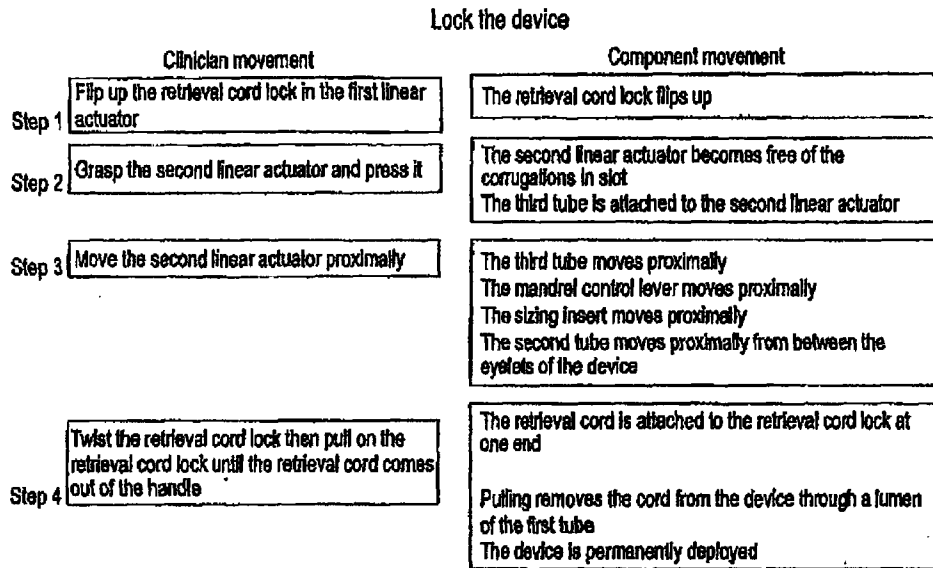 Lock the device
Clinician movement
Component movement
Step 1
Flip up the retrieval cord lock in the first linear
actuator
The retrieval cord lock flips up
Step 2
Grasp the second linear actuator and press it
The second linear actuator becomes free of the
corrugations in slot
The third tube is attached to the second linear actuator
Step 3
Move the second linear actuator proximally
The third tube moves proximally
The mandrel control lever moves proximally
The sizing insert moves proximally
The second tube moves proximally from between the
eyelets of the device
Step 4
Twist the retrieval cord lock then pull on the
retrieval cord lock until the retrieval cord comes
out of the handle
The retrieval cord is attached to the retrieval cord lock at
one end
Pulling removes the cord from the device through a lumen
of the first tube
The device is permanently deployed